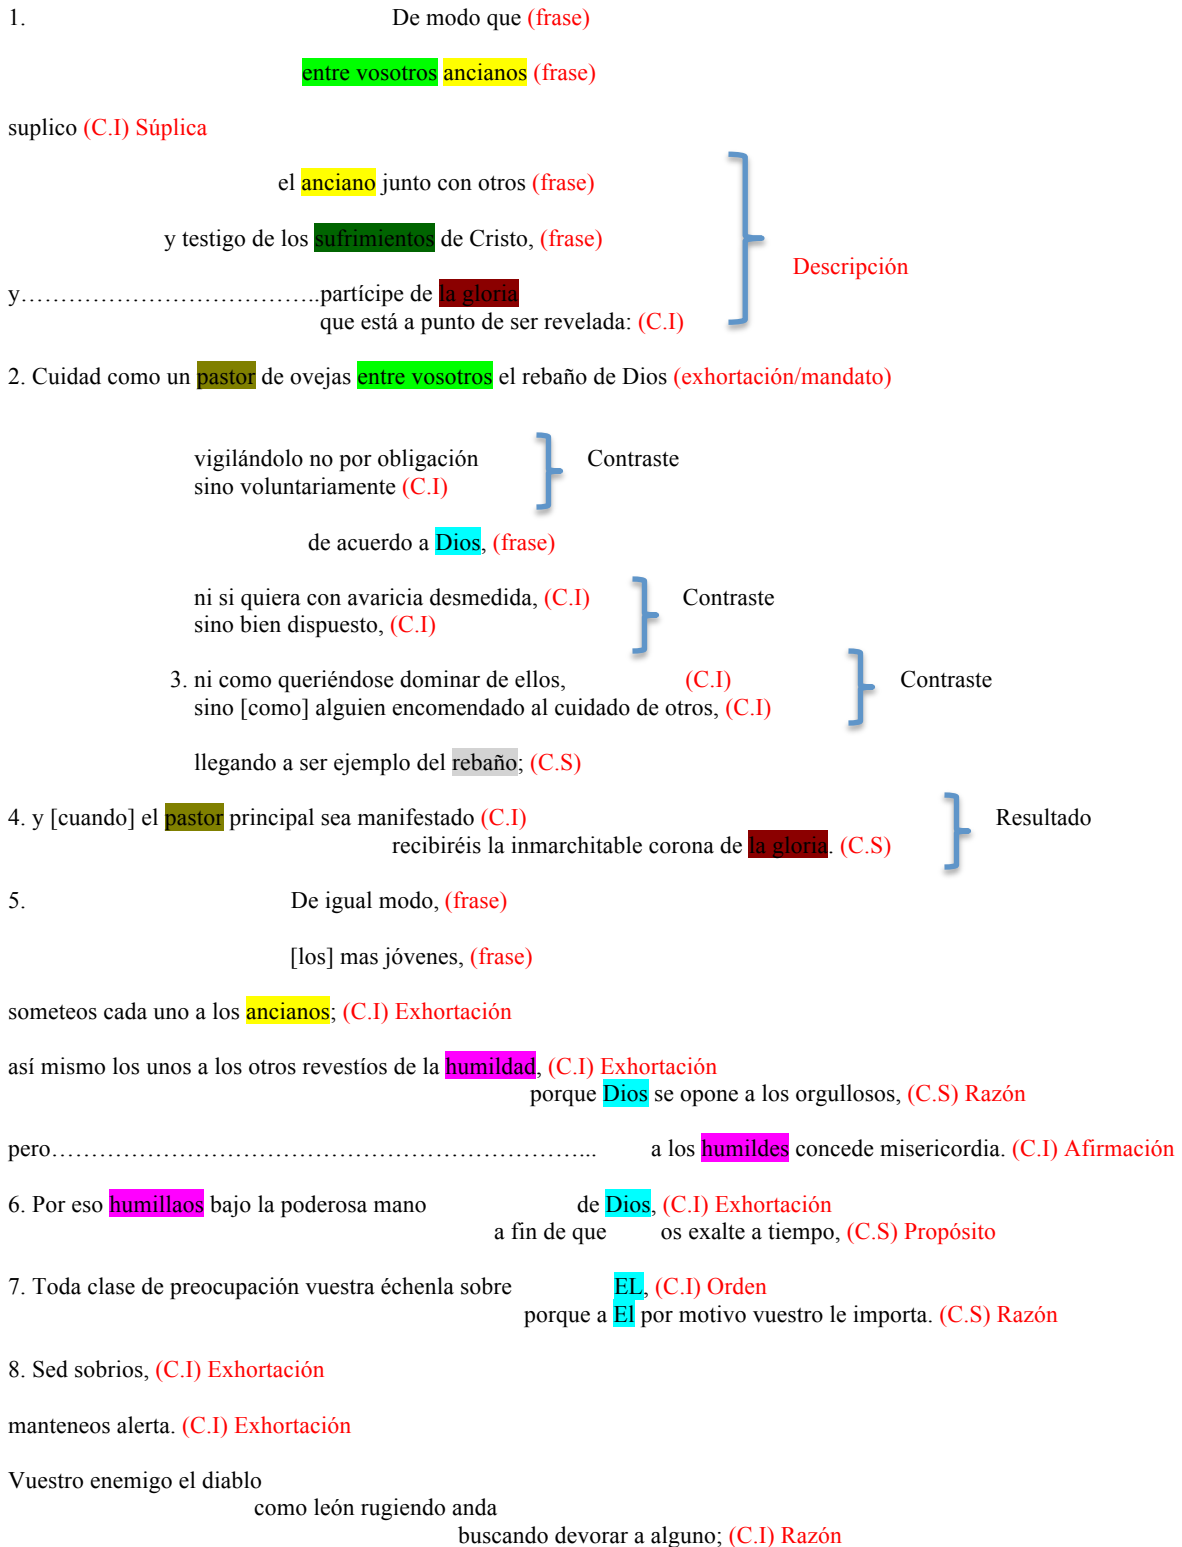 1. De modo que (frase)
entre vosotros ancianos (frase)
suplico (C.I) Súplica
el anciano junto con otros (frase)
y testigo de los sufrimientos de Cristo, (frase)
Descripción
y………………………………..partícipe de la gloria
que está a punto de ser revelada: (C.I)
2. Cuidad como un pastor de ovejas entre vosotros el rebaño de Dios (exhortación/mandato)
vigilándolo no por obligación Contraste
sino voluntariamente (C.I)
de acuerdo a Dios, (frase)
ni si quiera con avaricia desmedida, (C.I) Contraste
sino bien dispuesto, (C.I)
3. ni como queriéndose dominar de ellos, (C.I) Contraste
sino [como] alguien encomendado al cuidado de otros, (C.I)
llegando a ser ejemplo del rebaño; (C.S)
4. y [cuando] el pastor principal sea manifestado (C.I) Resultado
recibiréis la inmarchitable corona de la gloria. (C.S)
5. De igual modo, (frase)
[los] mas jóvenes, (frase)
someteos cada uno a los ancianos; (C.I) Exhortación
así mismo los unos a los otros revestíos de la humildad, (C.I) Exhortación
porque Dios se opone a los orgullosos, (C.S) Razón
pero…………………………………………………………... a los humildes concede misericordia. (C.I) Afirmación
6. Por eso humillaos bajo la poderosa mano de Dios, (C.I) Exhortación
a fin de que os exalte a tiempo, (C.S) Propósito
7. Toda clase de preocupación vuestra échenla sobre EL, (C.I) Orden
porque a El por motivo vuestro le importa. (C.S) Razón
8. Sed sobrios, (C.I) Exhortación
manteneos alerta. (C.I) Exhortación
Vuestro enemigo el diablo
como león rugiendo anda
buscando devorar a alguno; (C.I) Razón